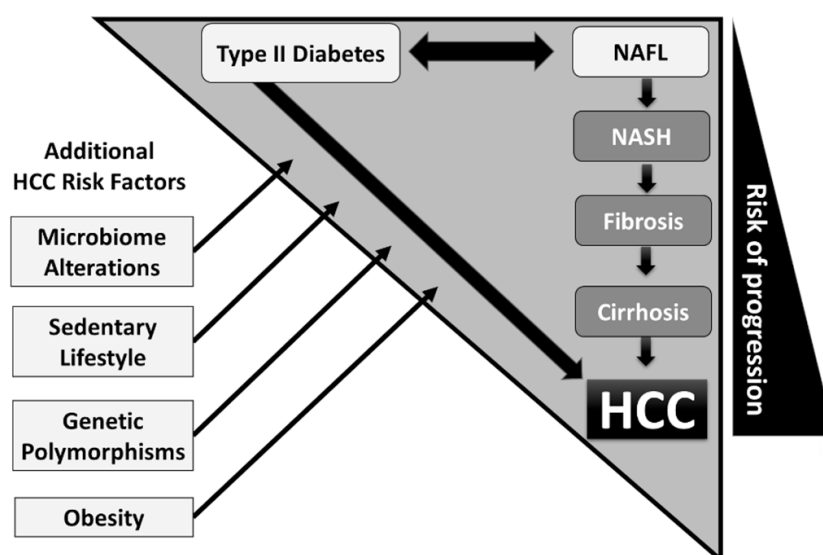 Type II Diabetes
NAFL
NASH
Fibrosis
Cirrhosis
HCC
Additional
HCC Risk Factors
Microbiome
Alterations
Sedentary
Lifestyle
Genetic
Polymorphisms
Obesity
Risk of progression